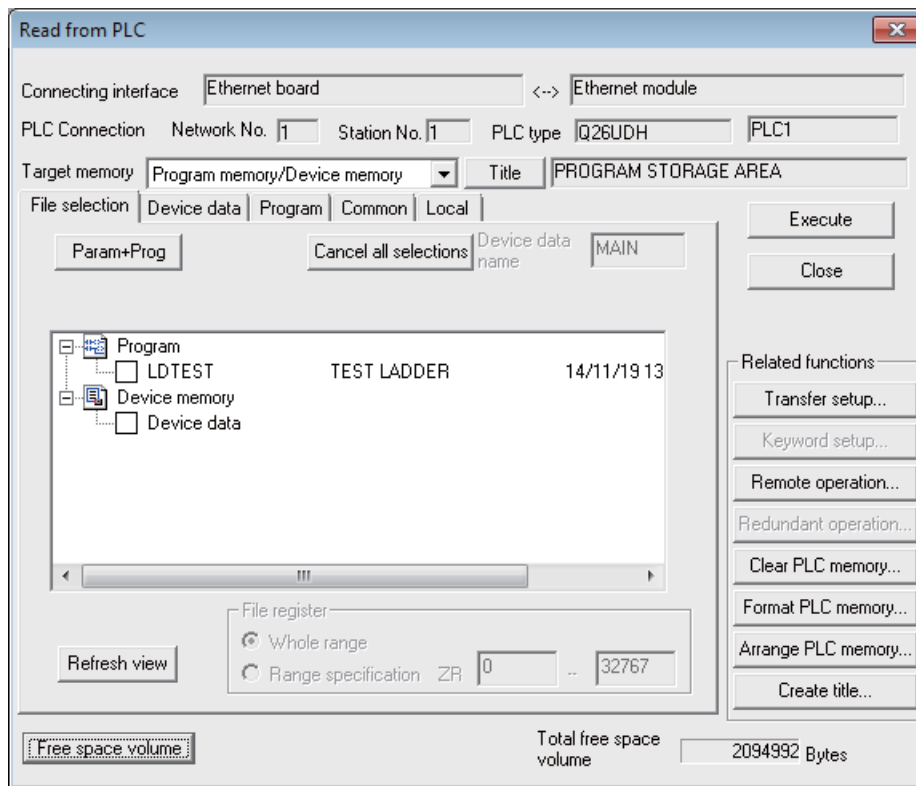 Read from PLC
Connecting interface Ethernet board <--> Ethernet module
PLC Connection Network No. 1 Station No. 1 PLC type Q26UDH PLC1
Target memory Program memory/Device memory Title PROGRAM STORAGE AREA
File selection Device data Program Common Local
Execute
Param+Prog Cancel all selections Device data name MAIN
Close
Program
LDTEST TEST LADDER 14/11/19 13
Device memory
Device data
Related functions
Transfer setup...
Keyword setup...
Remote operation...
Redundant operation...
Clear PLC memory...
Format PLC memory...
Arrange PLC memory...
Create title...
File register
Whole range
Range specification ZR 0 -- 32767
Refresh view
Free space volume
Total free space volume 2094992 Bytes